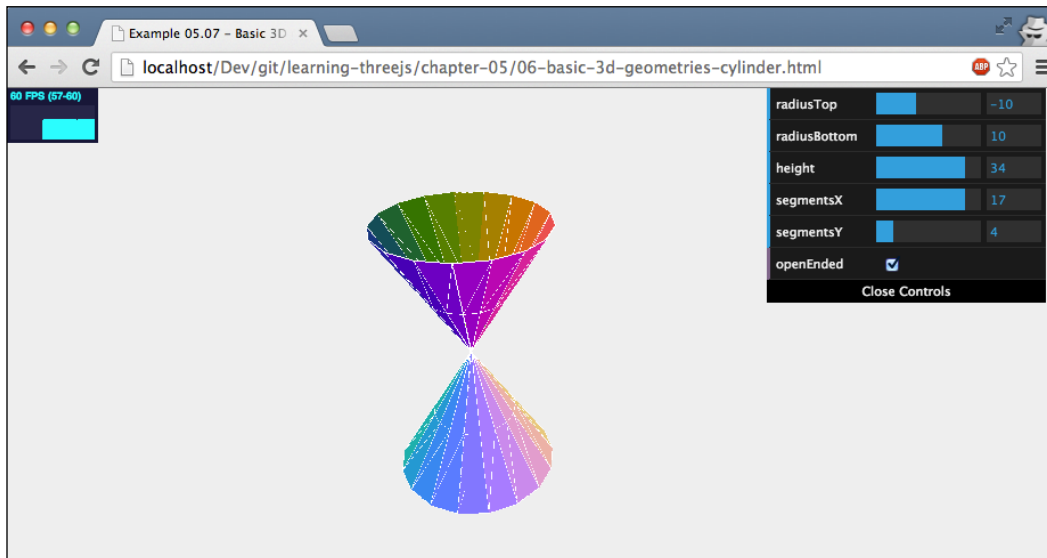 Example 05.07 - Basic 3D
localhost/Dev/git/learning-threejs/chapter-05/06-basic-3d-geometries-cylinder.html
ABP
60 FPS (57-60)
radiusTop -10
radiusBottom 10
height 34
segmentsX 17
segmentsY 4
openEnded
Close Controls